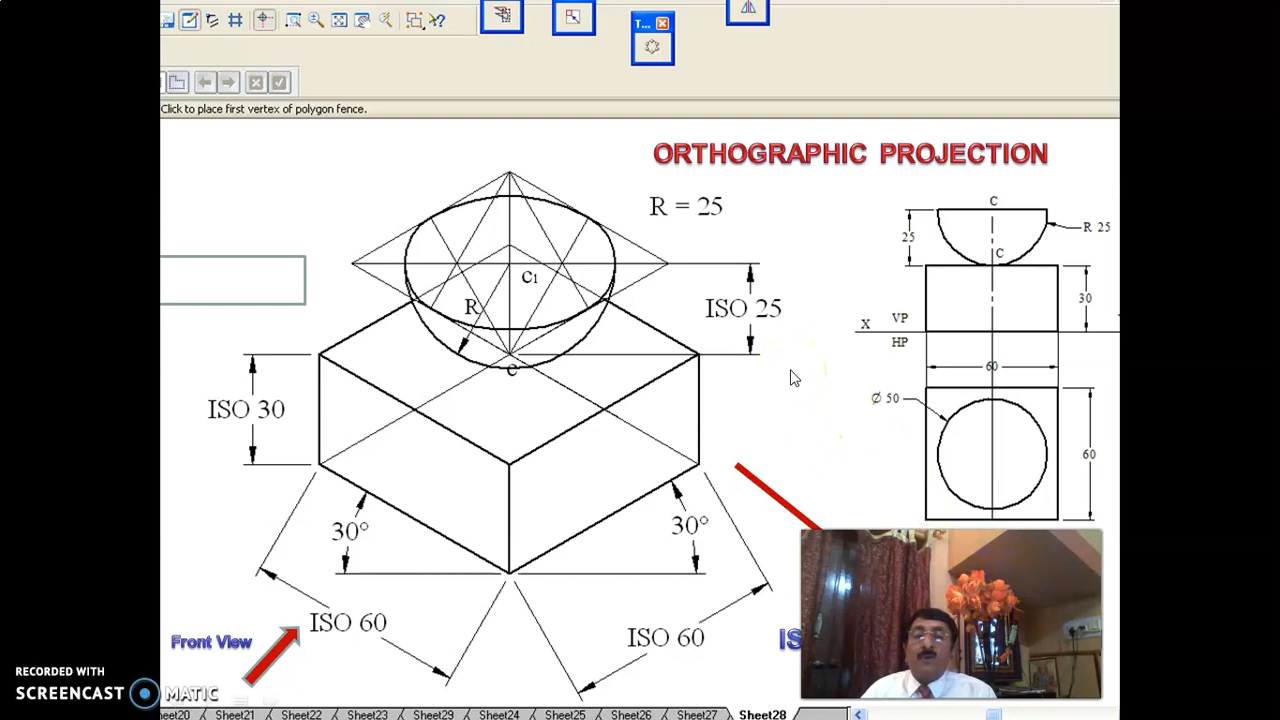 T...
Click to place first vertex of polygon fence.
ORTHOGRAPHIC PROJECTION
R = 25
C
25
R 25
C
C1
R
ISO 25
30
X
VP
HP
C
60
ISO 30
Ø 50
60
30°
30°
ISO 60
ISO 60
Front View
IS
RECORDED WITH
SCREENCAST MATIC
Sheet21
Sheet22
Sheet23
Sheet29
Sheet24
Sheet25
Sheet26
Sheet27
Sheet28